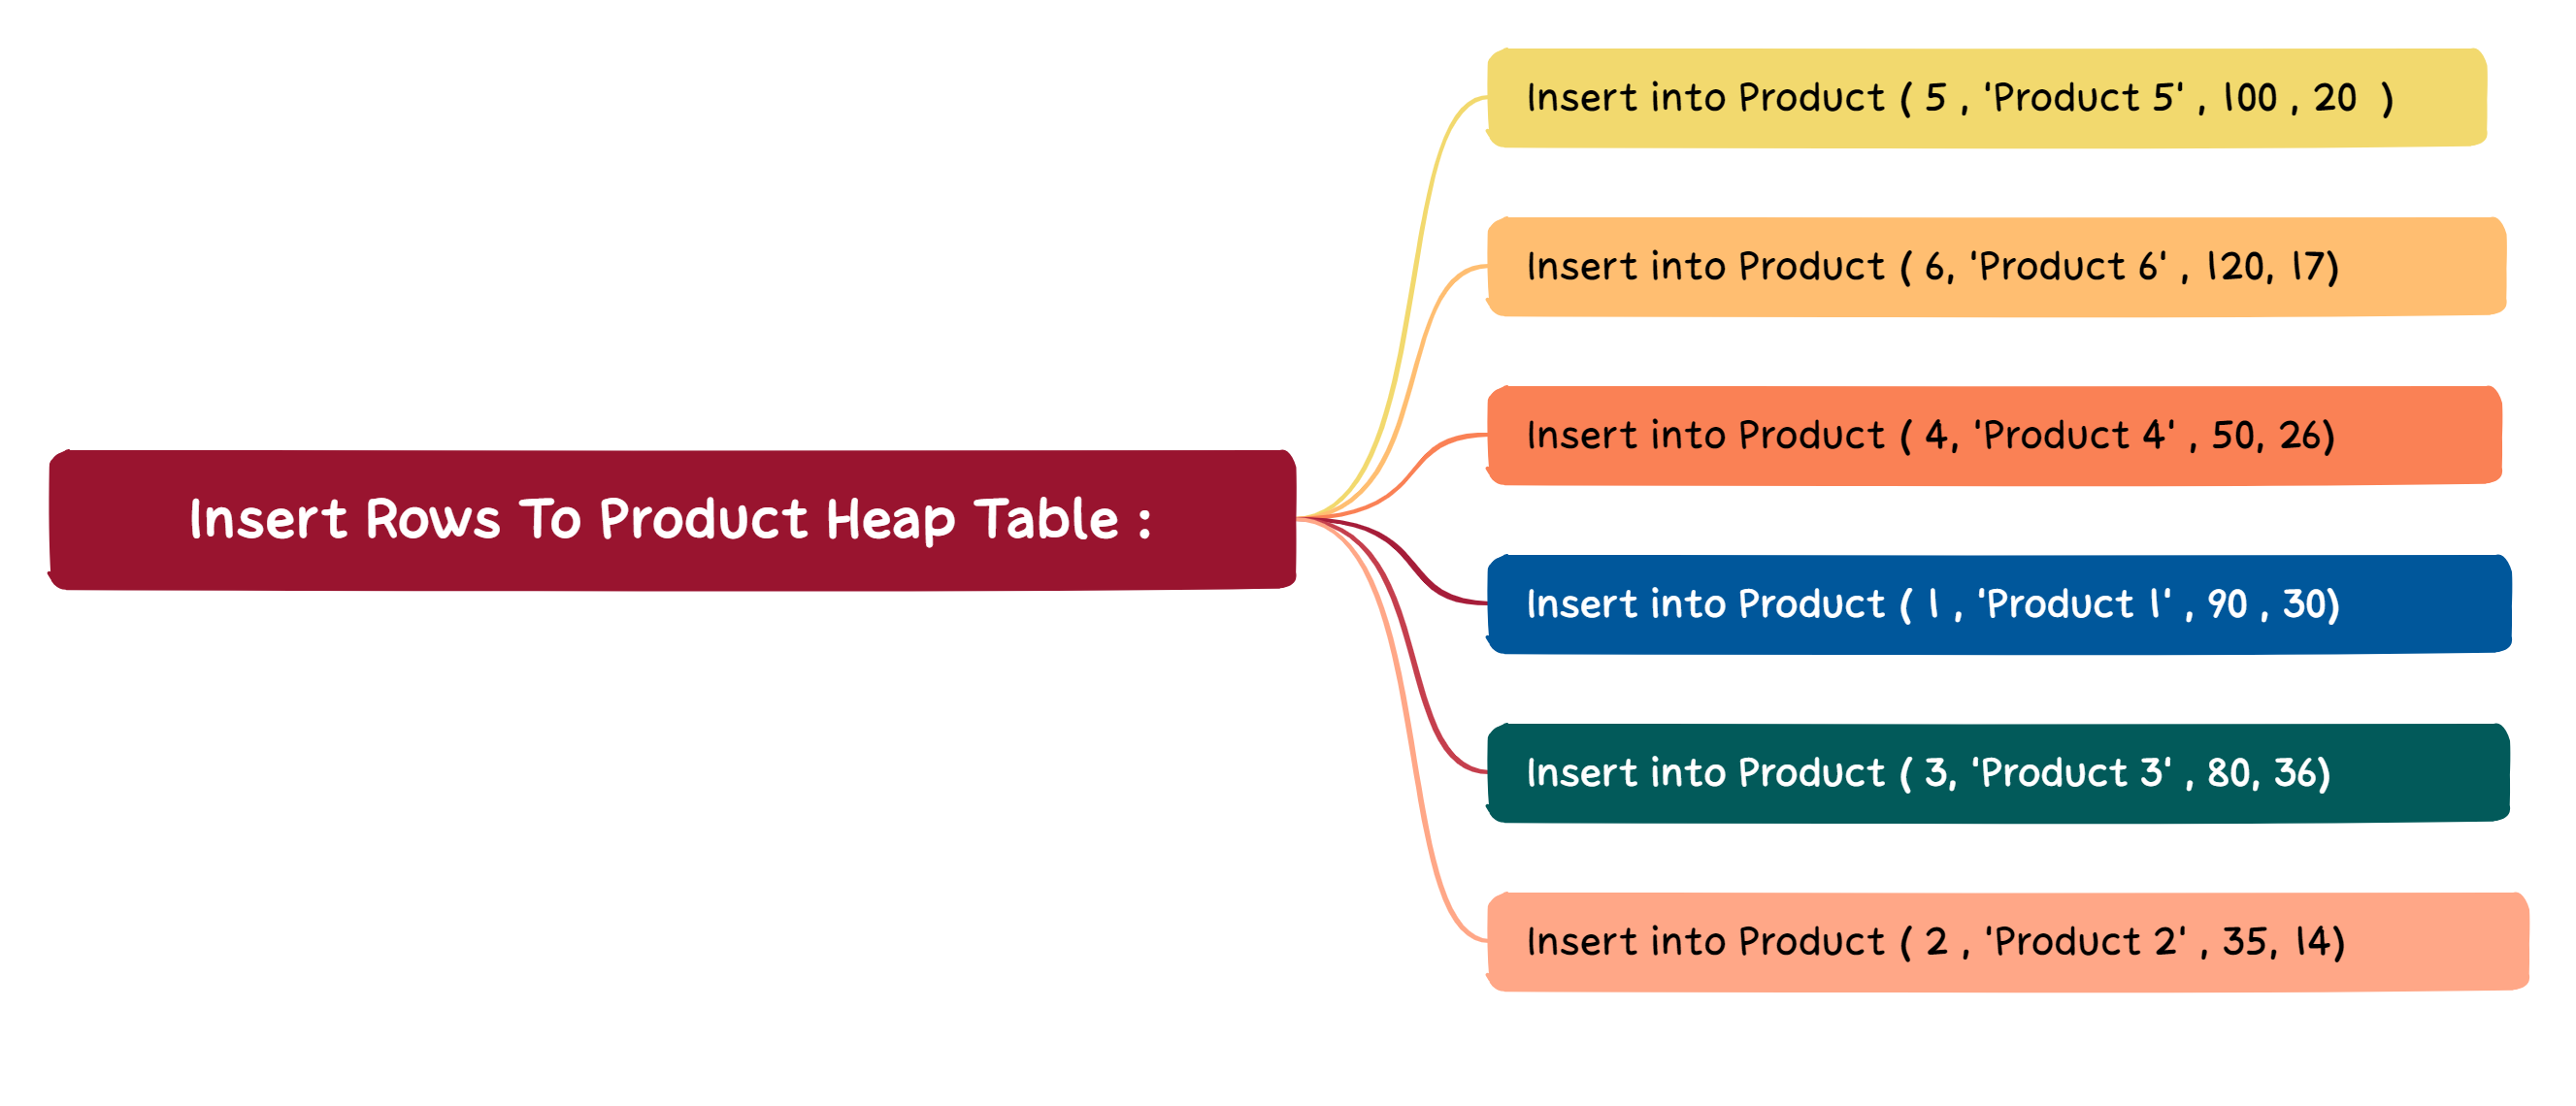 Insert Rows To Product Heap Table :
Insert into Product ( 5 , 'Product 5' , 100 , 20  )
Insert into Product ( 6, 'Product 6' , 120, 17)
Insert into Product ( 4, 'Product 4' , 50, 26)
Insert into Product ( 1 , 'Product 1' , 90 , 30)
Insert into Product ( 3, 'Product 3' , 80, 36)
Insert into Product ( 2 , 'Product 2' , 35, 14)